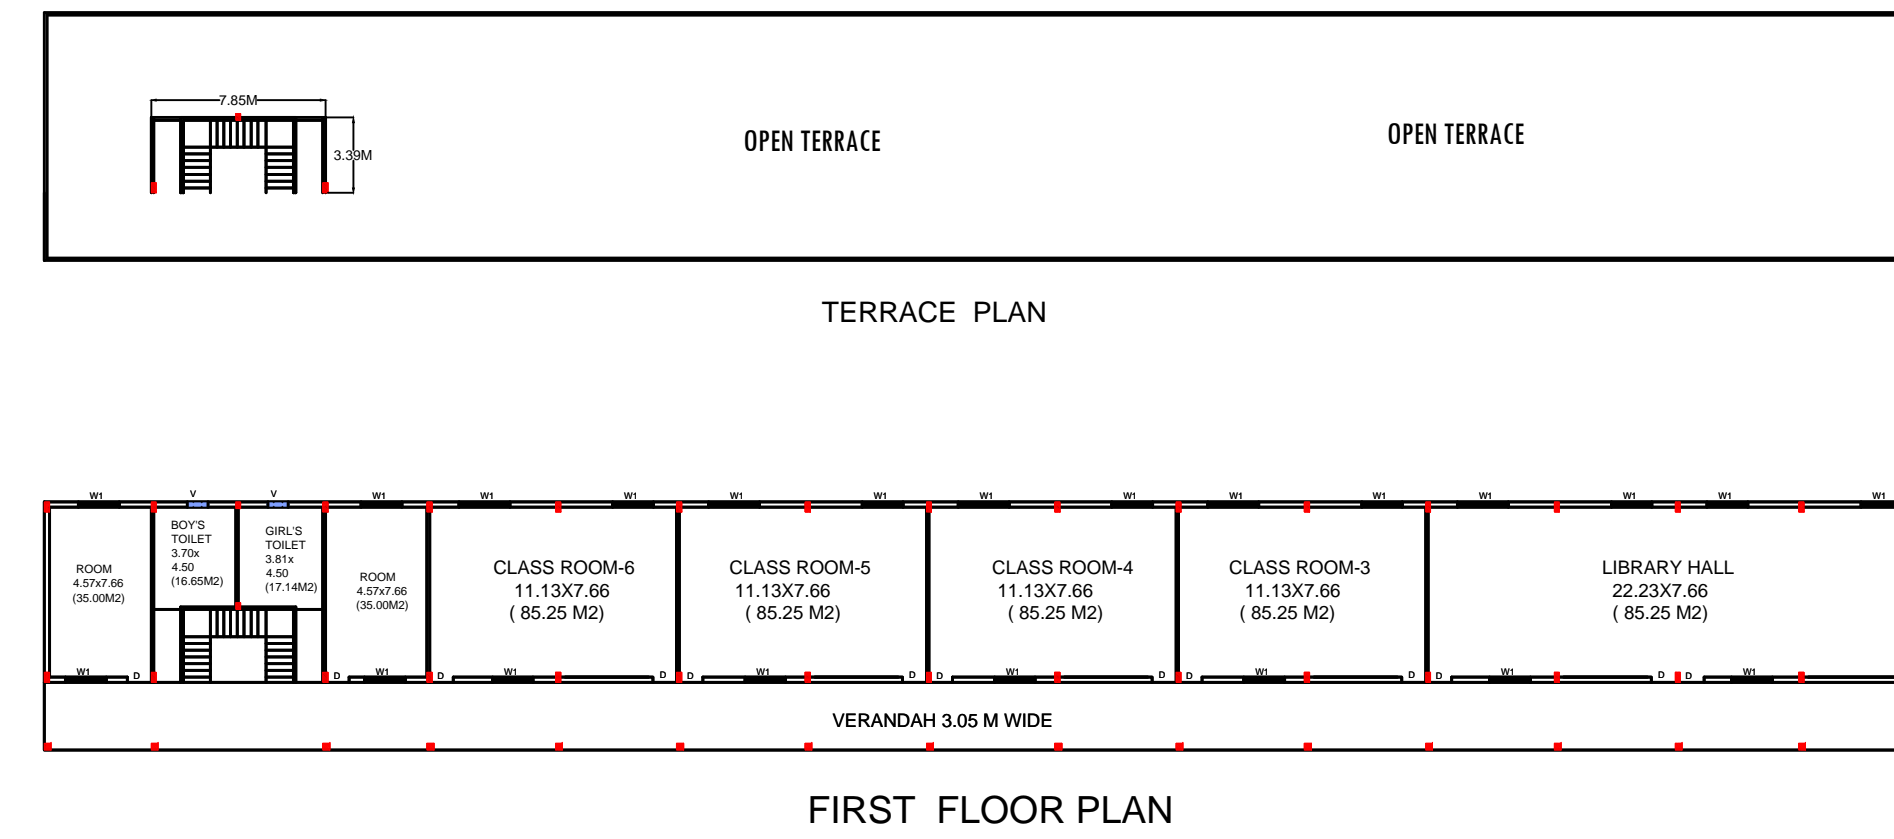 7.85M
3.39M
OPEN TERRACE
OPEN TERRACE
TERRACE PLAN
W1 V V W1 W1 W1 W1 W1 W1 W1 W1 W1 W1 W1 W1 W1
ROOM
4.57x7.66
(35.00M2)
BOY'S
TOILET
3.70x
4.50
(16.65M2)
GIRL'S
TOILET
3.81x
4.50
(17.14M2)
ROOM
4.57x7.66
(35.00M2)
CLASS ROOM-6
11.13X7.66
( 85.25 M2)
CLASS ROOM-5
11.13X7.66
( 85.25 M2)
CLASS ROOM-4
11.13X7.66
( 85.25 M2)
CLASS ROOM-3
11.13X7.66
( 85.25 M2)
LIBRARY HALL
22.23X7.66
( 85.25 M2)
W1 D D W1 D W1 D D W1 D D W1 D D W1 D D W1 D D W1
VERANDAH 3.05 M WIDE
FIRST FLOOR PLAN